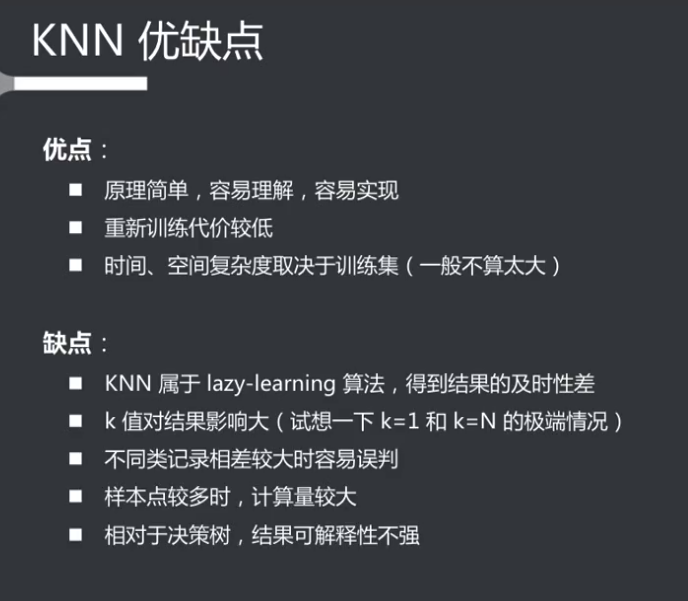 KNN 优缺点
优点：
■ 原理简单，容易理解，容易实现
■ 重新训练代价较低
■ 时间、空间复杂度取决于训练集（一般不算太大）
缺点：
■ KNN 属于 lazy-learning 算法，得到结果的及时性差
■ k 值对结果影响大（试想一下 k=1 和 k=N 的极端情况）
■ 不同类记录相差较大时容易误判
■ 样本点较多时，计算量较大
■ 相对于决策树，结果可解释性不强